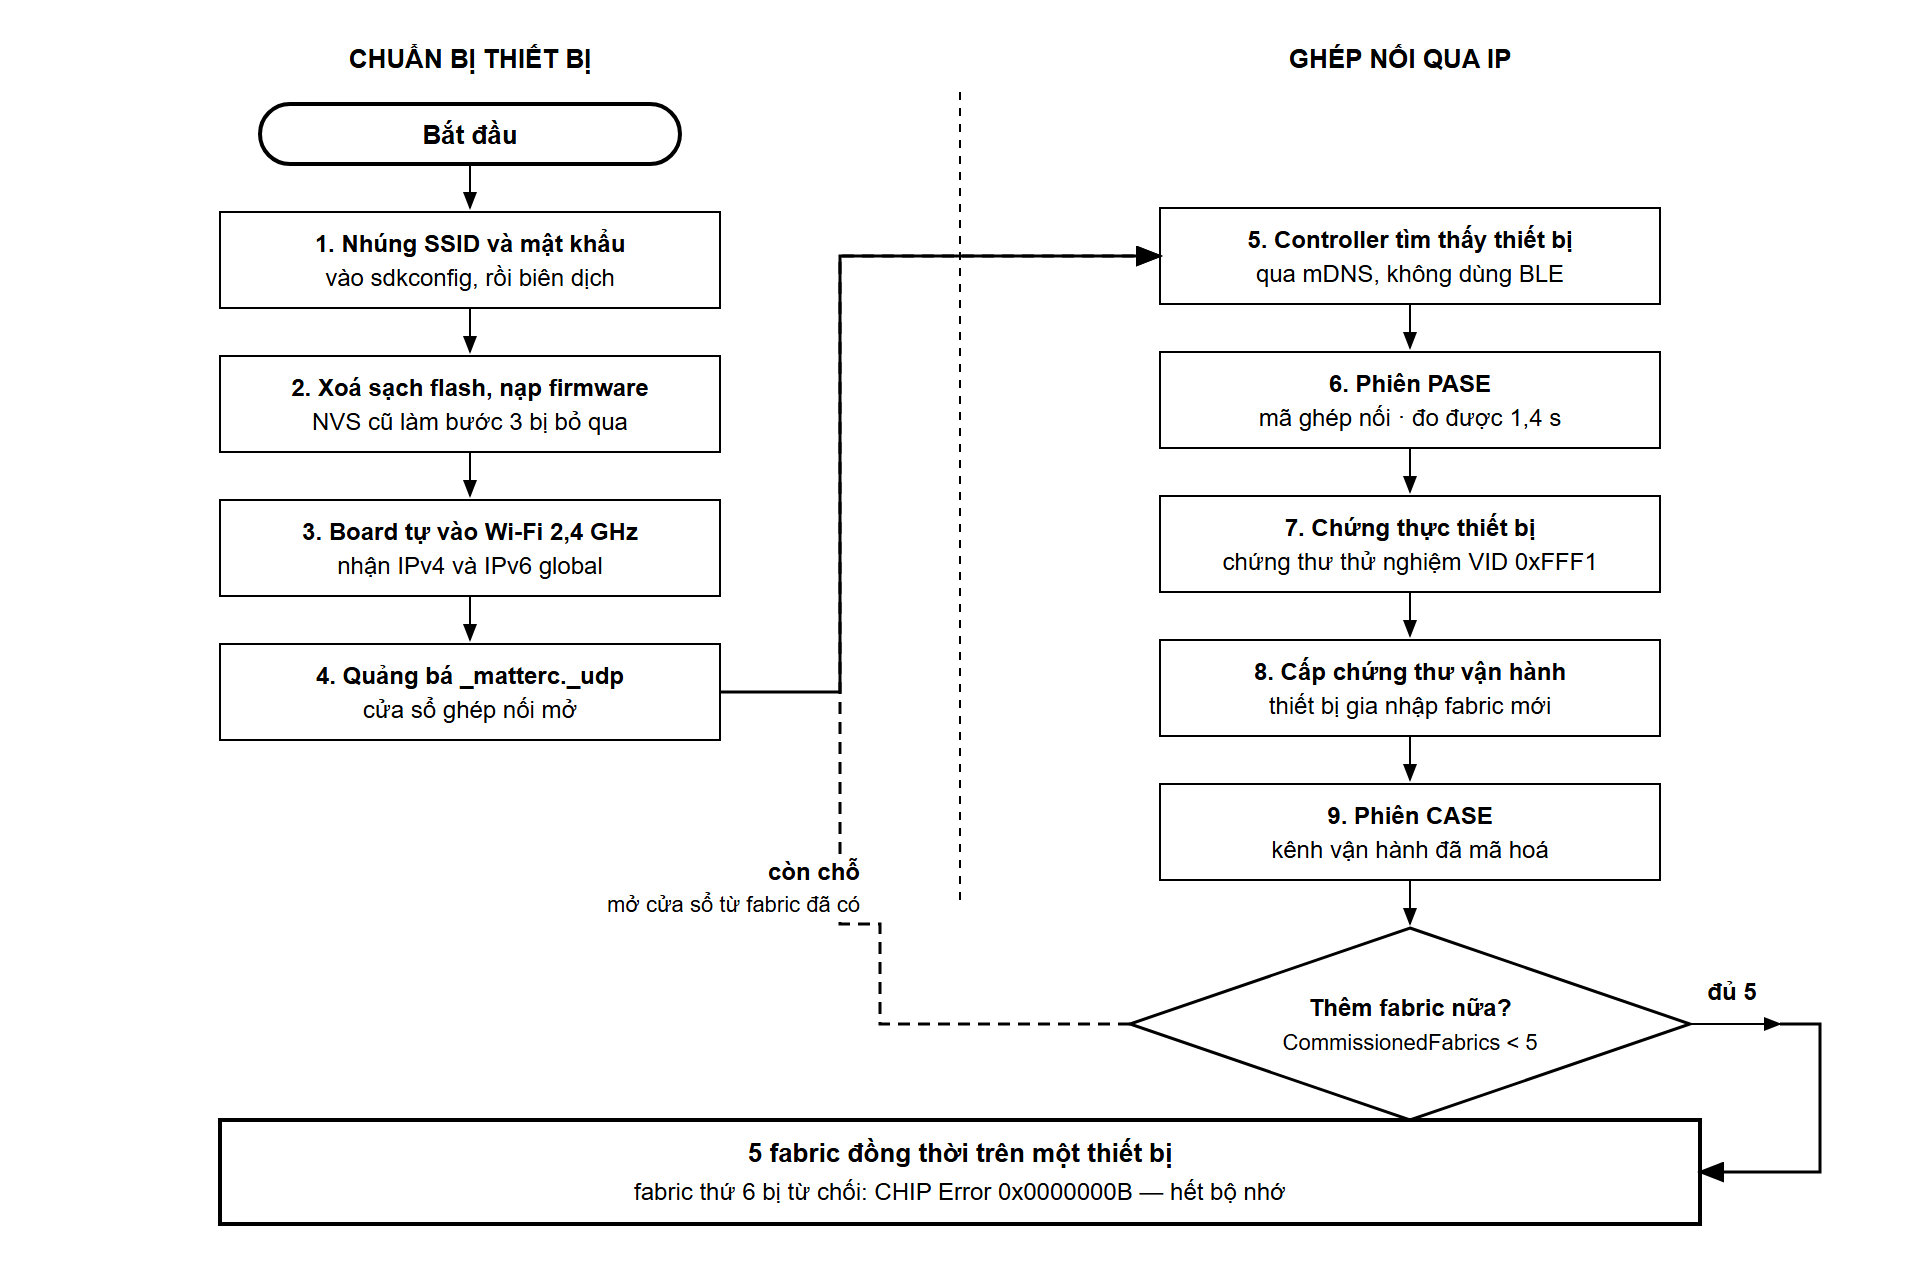 CHUẨN BỊ THIẾT BỊ
Bắt đầu
1. Nhúng SSID và mật khẩu
vào sdkconfig, rồi biên dịch
2. Xoá sạch flash, nạp firmware
NVS cũ làm bước 3 bị bỏ qua
3. Board tự vào Wi-Fi 2,4 GHz
nhận IPv4 và IPv6 global
4. Quảng bá _matterc._udp
cửa sổ ghép nối mở
GHÉP NỐI QUA IP
5. Controller tìm thấy thiết bị
qua mDNS, không dùng BLE
6. Phiên PASE
mã ghép nối · đo được 1,4 s
7. Chứng thực thiết bị
chứng thư thử nghiệm VID 0xFFF1
8. Cấp chứng thư vận hành
thiết bị gia nhập fabric mới
9. Phiên CASE
kênh vận hành đã mã hoá
còn chỗ
mở cửa sổ từ fabric đã có
Thêm fabric nữa?
CommissionedFabrics < 5
đủ 5
5 fabric đồng thời trên một thiết bị
fabric thứ 6 bị từ chối: CHIP Error 0x0000000B — hết bộ nhớ